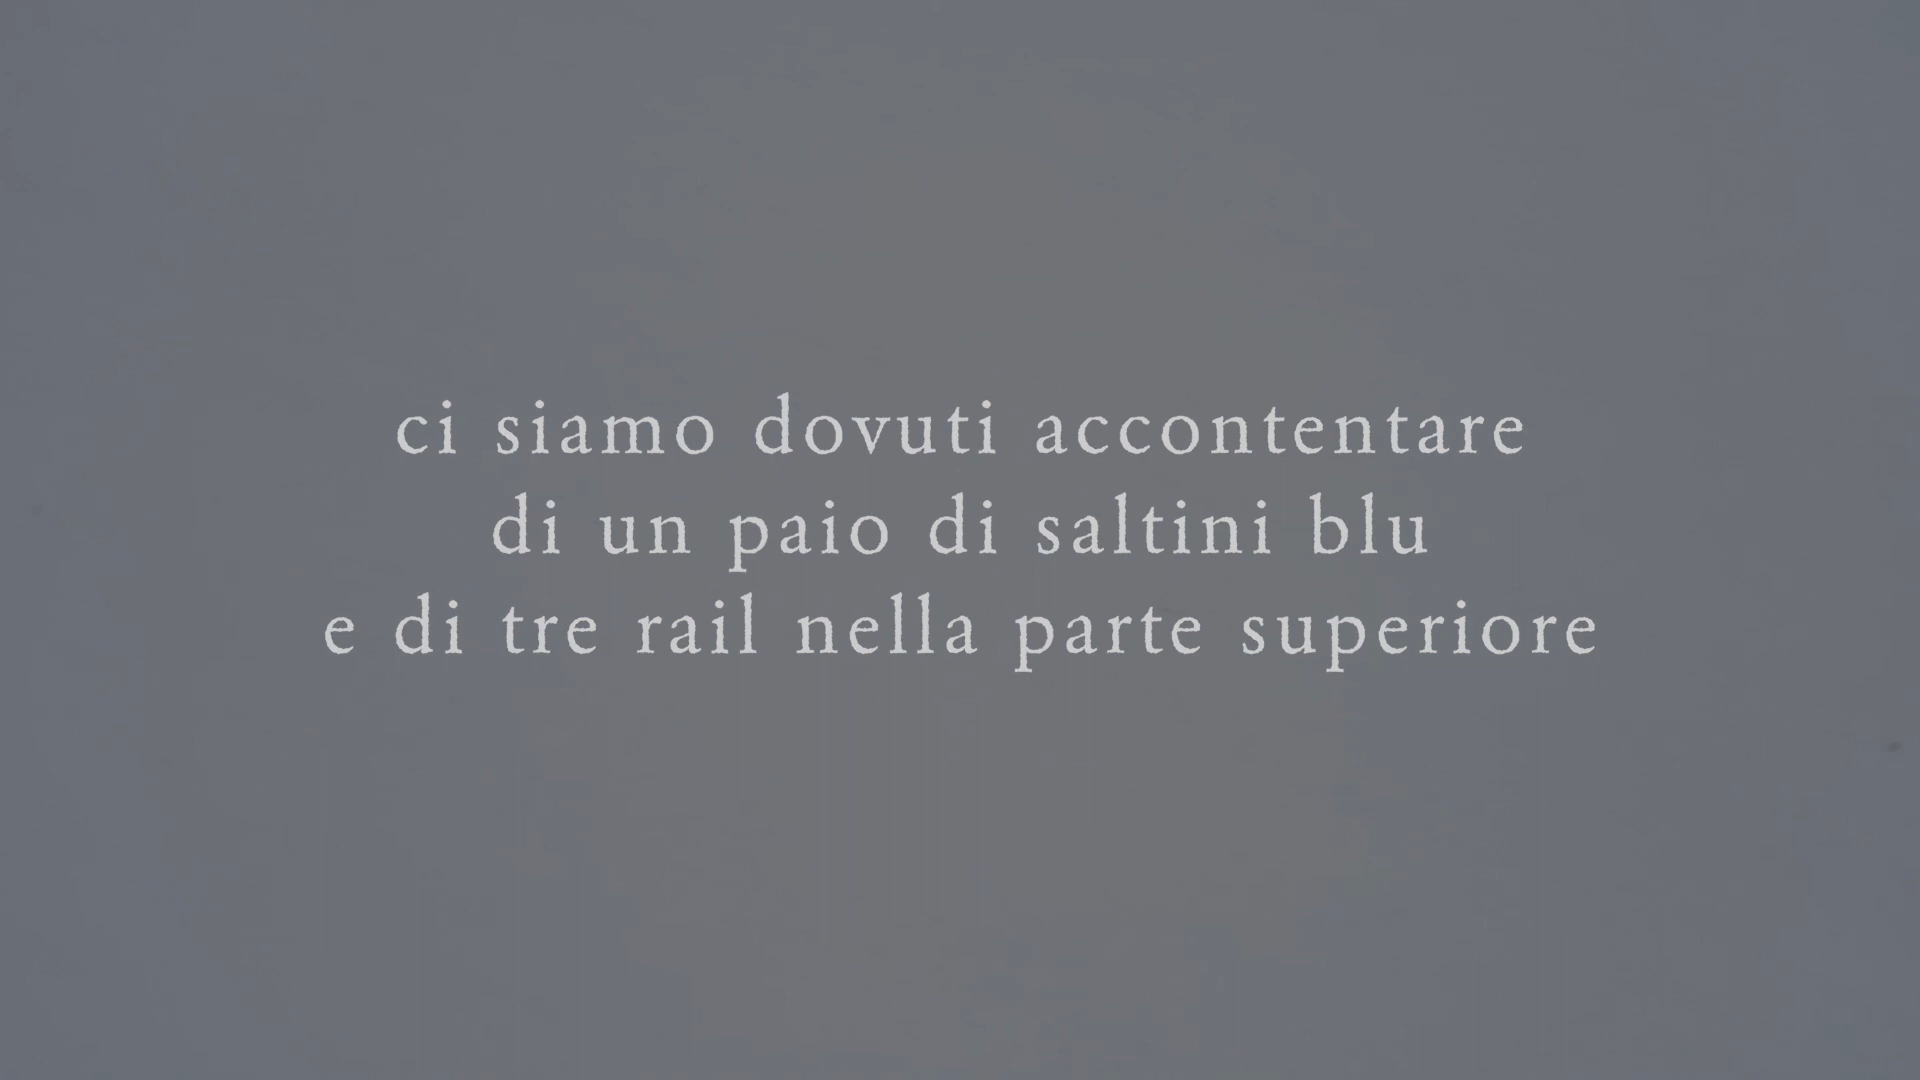 ci siamo dovuti accontentare
di un paio di saltini blu
e di tre rail nella parte superiore